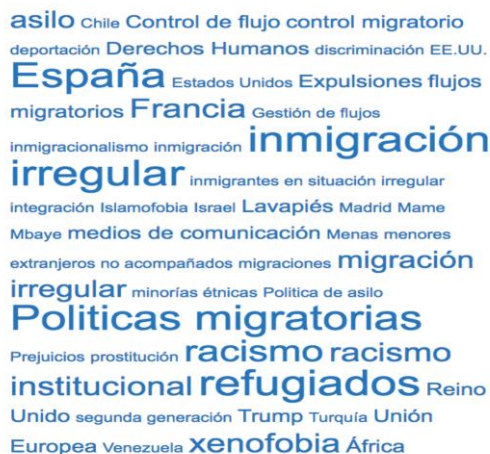 asilo Chile Control de flujo control migratorio
deportación Derechos Humanos discriminación EE.UU.
España Estados Unidos Expulsiones flujos
migratorios Francia Gestión de flujos
inmigracionalismo inmigración inmigración
irregular inmigrantes en situación irregular
integración Islamofobia Israel Lavapiés Madrid Mame
Mbaye medios de comunicación Menas menores
extranjeros no acompañados migraciones migración
irregular minorías étnicas Politica de asilo
Politicas migratorias
Prejuicios prostitución racismo racismo
institucional refugiados Reino
Unido segunda generación Trump Turquía Unión
Europea Venezuela xenofobia África